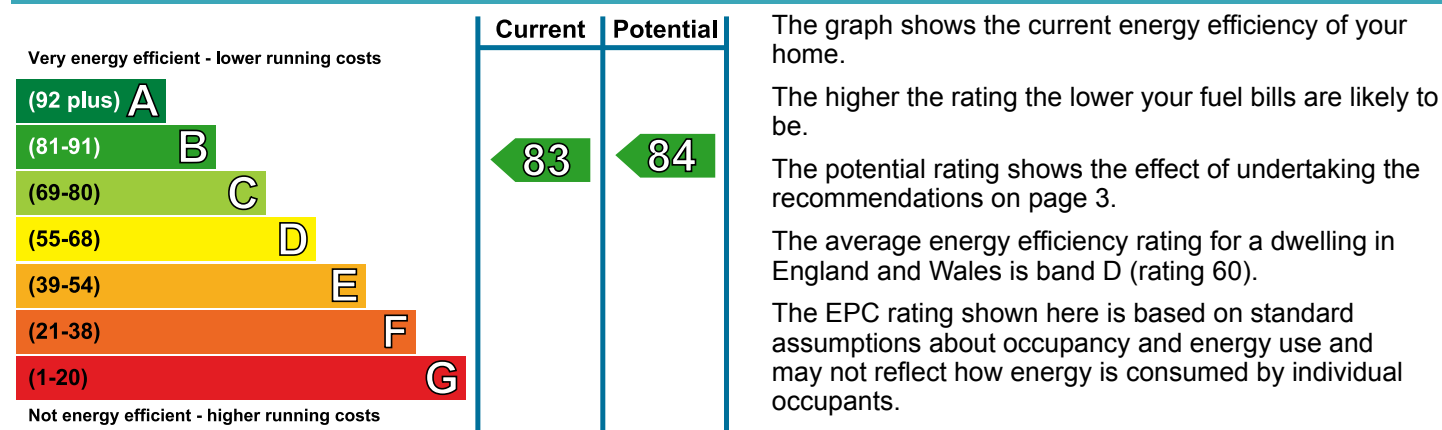 Current Potential
Very energy efficient - lower running costs
(92 plus) A
(81-91) B
83
84
(69-80) C
(55-68) D
(39-54) E
(21-38) F
(1-20) G
Not energy efficient - higher running costs
The graph shows the current energy efficiency of your
home.
The higher the rating the lower your fuel bills are likely to
be.
The potential rating shows the effect of undertaking the
recommendations on page 3.
The average energy efficiency rating for a dwelling in
England and Wales is band D (rating 60).
The EPC rating shown here is based on standard
assumptions about occupancy and energy use and
may not reflect how energy is consumed by individual
occupants.